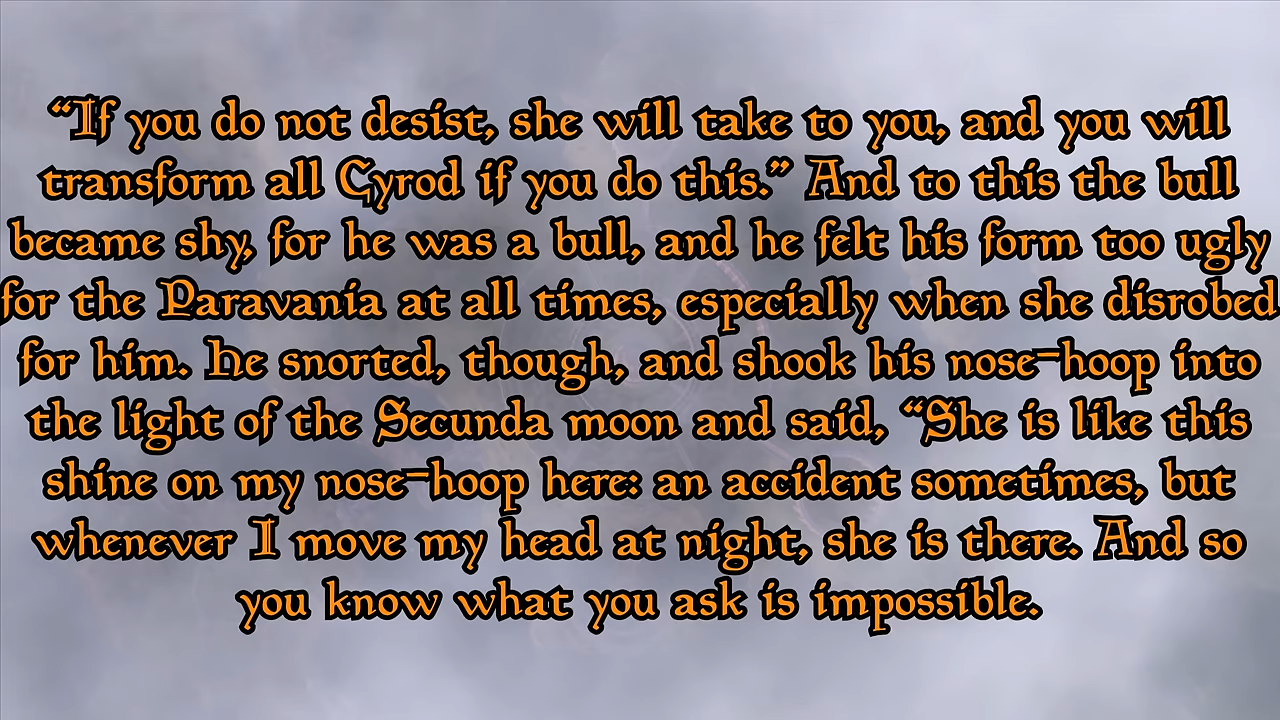 “If you do not desist, she will take to you, and you will
transform all Cyrod if you do this.” And to this the bull
became shy, for he was a bull, and he felt his form too ugly
for the Paravania at all times, especially when she disrobed
for him. He snorted, though, and shook his nose-hoop into
the light of the Secunda moon and said, “She is like this
shine on my nose-hoop here: an accident sometimes, but
whenever I move my head at night, she is there. And so
you know what you ask is impossible.